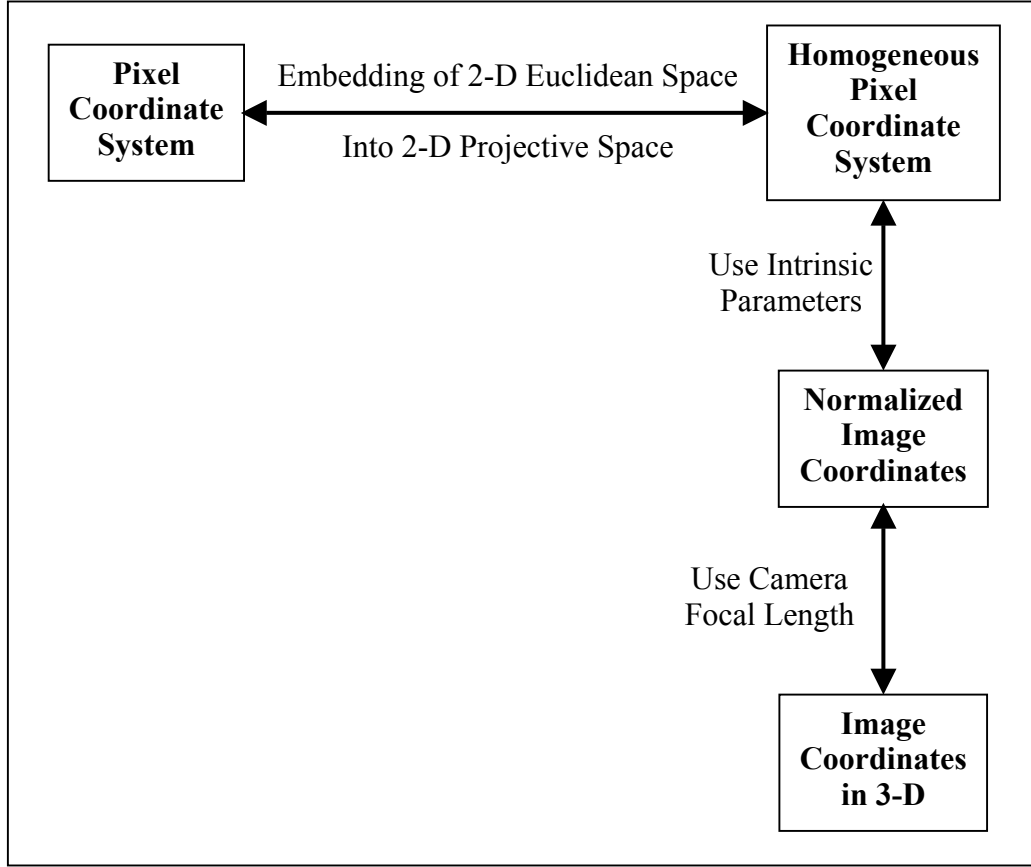 Pixel
Coordinate
System
Embedding of 2-D Euclidean Space
Into 2-D Projective Space
Homogeneous
Pixel
Coordinate
System
Use Intrinsic
Parameters
Normalized
Image
Coordinates
Use Camera
Focal Length
Image
Coordinates
in 3-D